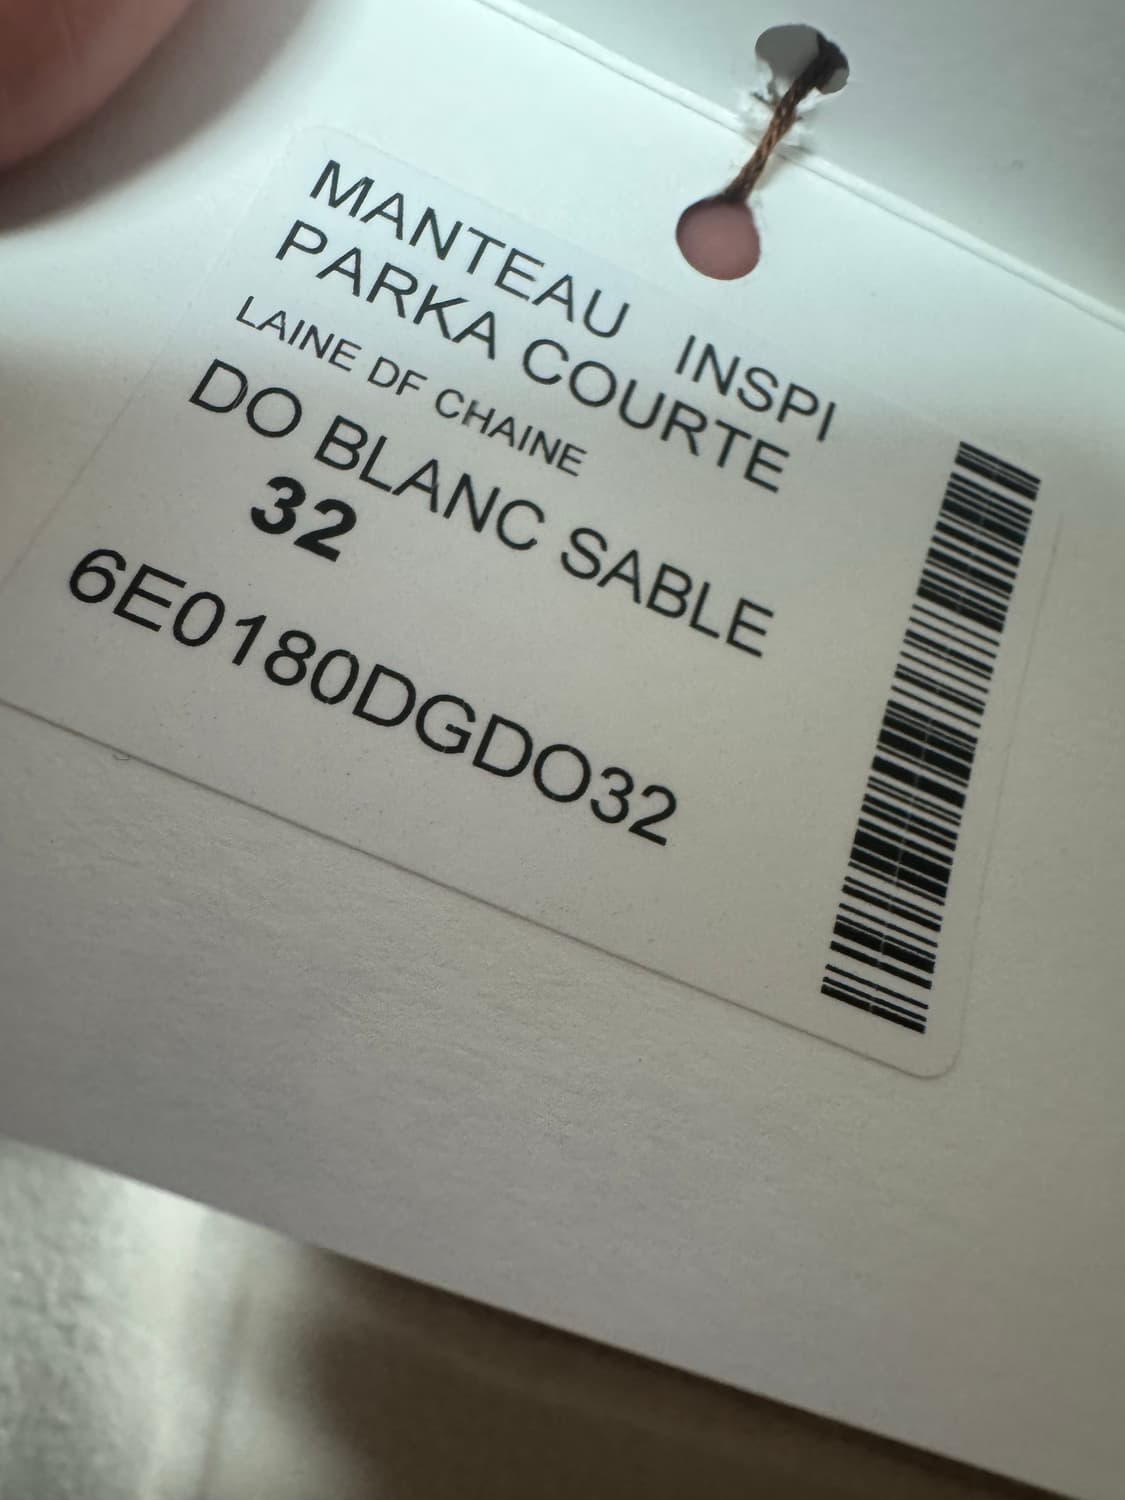 MANTEAU INSPI
PARKA COURTE
LAINE DF CHAINE
DO BLANC SABLE
32
6E0180DGDO32